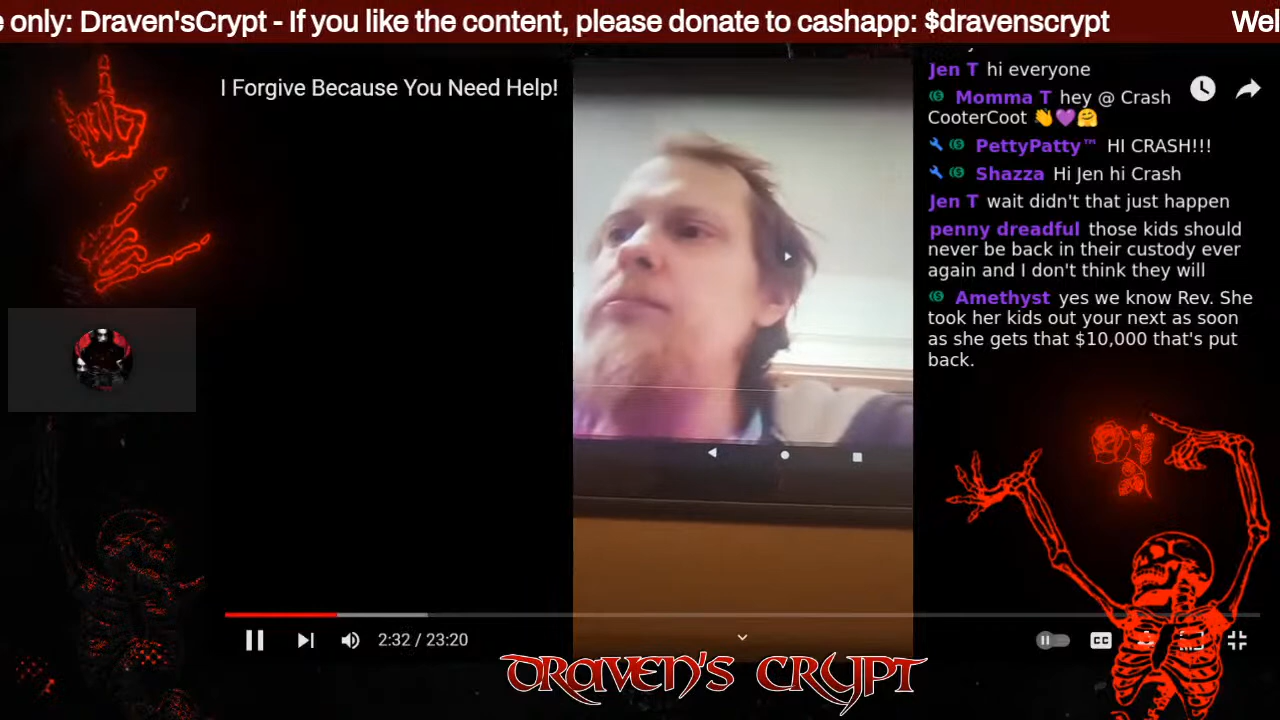 only: Draven'sCrypt - If you like the content, please donate to cashapp: $dravenscrypt
I Forgive Because You Need Help!
Jen T hi everyone
Momma T hey @ Crash
CooterCoot 👋💜🤗
PettyPatty™ HI CRASH!!!
Shazza Hi Jen hi Crash
Jen T wait didn't that just happen
penny dreadful those kids should
never be back in their custody ever
again and I don't think they will
Amethyst yes we know Rev. She
took her kids out your next as soon
as she gets that $10,000 that's put
back.
2:32 / 23:20
CC
DRAVEN'S CRYPT